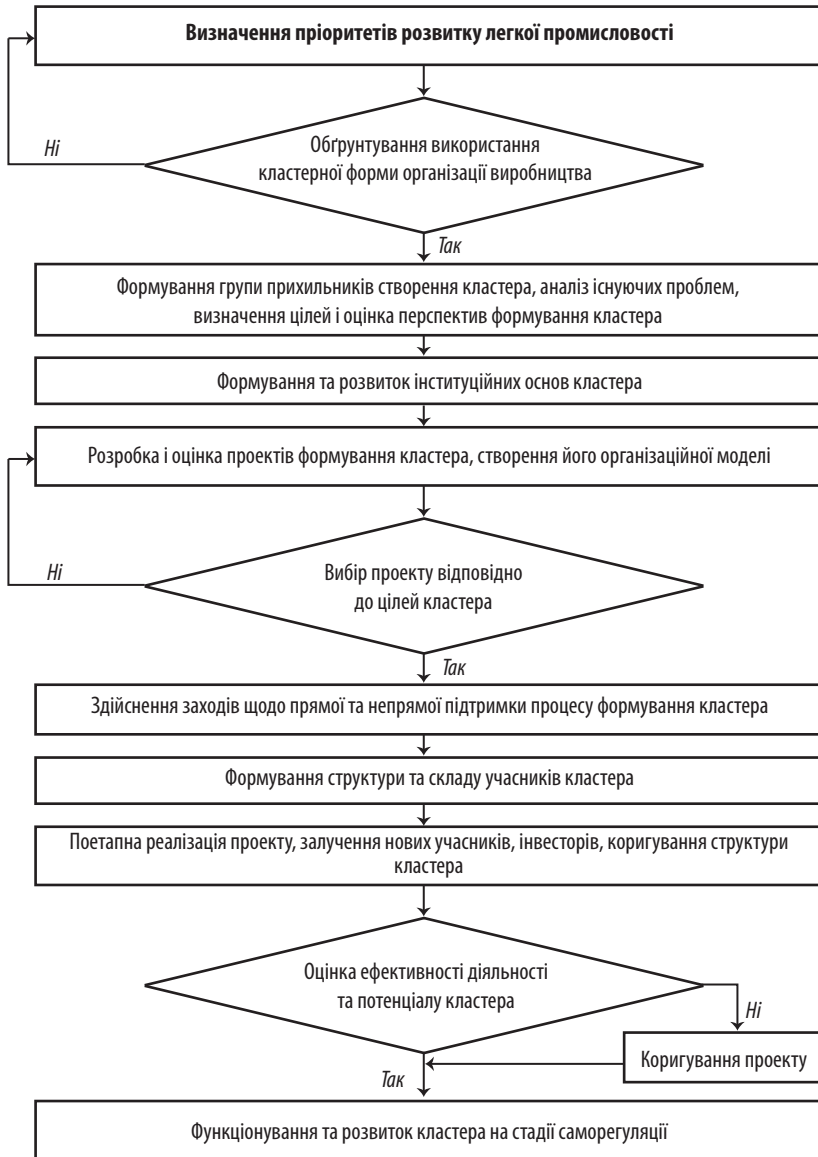 Визначення пріоритетів розвитку легкої промисловості
Обґрунтування використання
кластерної форми організації виробництва
Ні
Так
Формування групи прихильників створення кластера, аналіз існуючих проблем,
визначення цілей і оцінка перспектив формування кластера
Формування та розвиток інституційних основ кластера
Розробка і оцінка проектів формування кластера, створення його організаційної моделі
Ні
Вибір проекту відповідно
до цілей кластера
Так
Здійснення заходів щодо прямої та непрямої підтримки процесу формування кластера
Формування структури та складу учасників кластера
Поетапна реалізація проекту, залучення нових учасників, інвесторів, коригування структури
кластера
Оцінка ефективності діяльності
та потенціалу кластера
Ні
Коригування проекту
Так
Функціонування та розвиток кластера на стадії саморегуляції